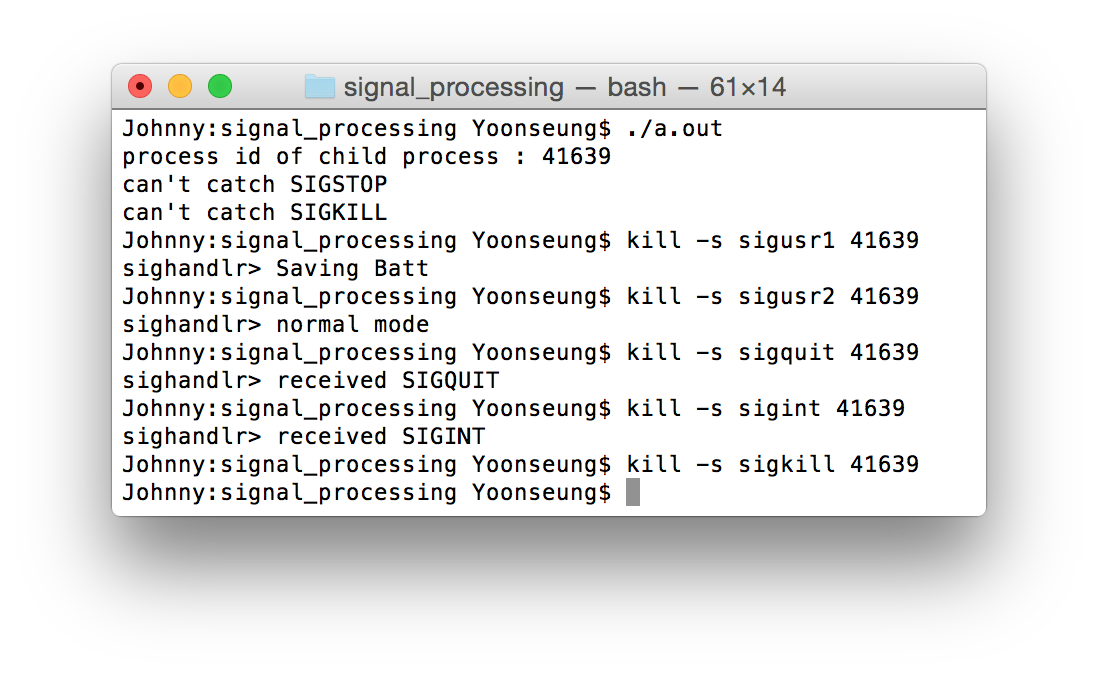 signal_processing — bash — 61×14
Johnny:signal_processing Yoonseung$ ./a.out
process id of child process : 41639
can't catch SIGSTOP
can't catch SIGKILL
Johnny:signal_processing Yoonseung$ kill -s sigusr1 41639
sighandlr> Saving Batt
Johnny:signal_processing Yoonseung$ kill -s sigusr2 41639
sighandlr> normal mode
Johnny:signal_processing Yoonseung$ kill -s sigquit 41639
sighandlr> received SIGQUIT
Johnny:signal_processing Yoonseung$ kill -s sigint 41639
sighandlr> received SIGINT
Johnny:signal_processing Yoonseung$ kill -s sigkill 41639
Johnny:signal_processing Yoonseung$